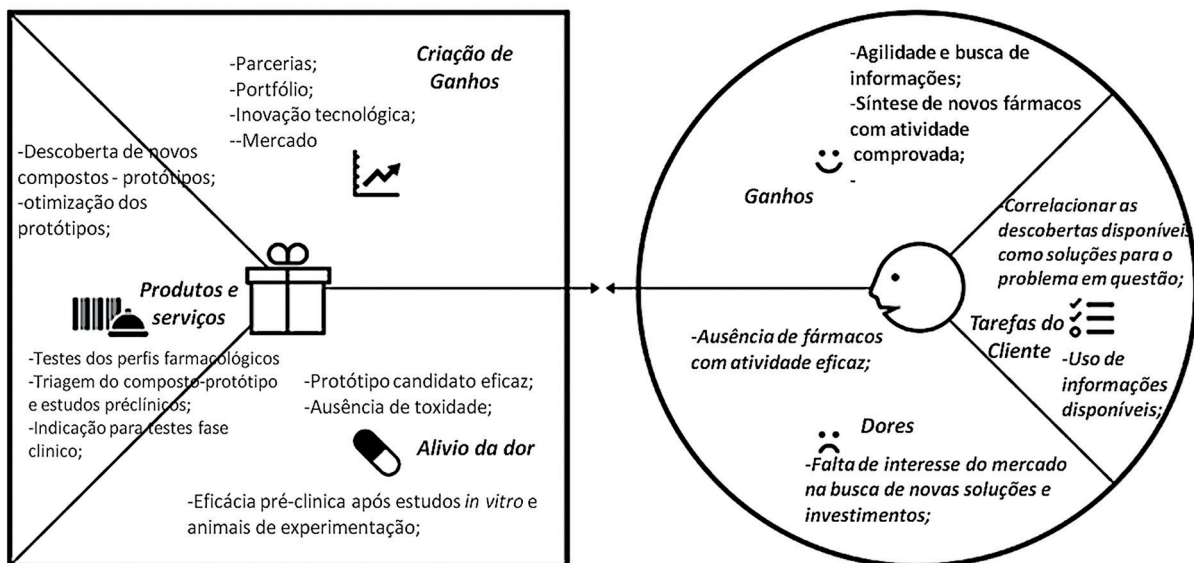 Criação de
Ganhos
-Parcerias;
-Portfólio;
-Inovação tecnológica;
--Mercado
-Descoberta de novos
compostos - protótipos;
-otimização dos
protótipos;
Produtos e
serviços
-Testes dos perfis farmacológicos
-Triagem do composto-protótipo
e estudos préclínicos;
-Indicação para testes fase
clinico;
-Protótipo candidato eficaz;
-Ausência de toxidade;
Alivio da dor
-Eficácia pré-clinica após estudos in vitro e
animais de experimentação;
-Agilidade e busca de
informações;
-Síntese de novos fármacos
com atividade
comprovada;
-
Ganhos
-Correlacionar as
descobertas disponíveis
como soluções para o
problema em questão;
Tarefas do
Cliente
-Uso de
informações
disponíveis;
-Ausência de fármacos
com atividade eficaz;
Dores
-Falta de interesse do mercado
na busca de novas soluções e
investimentos;